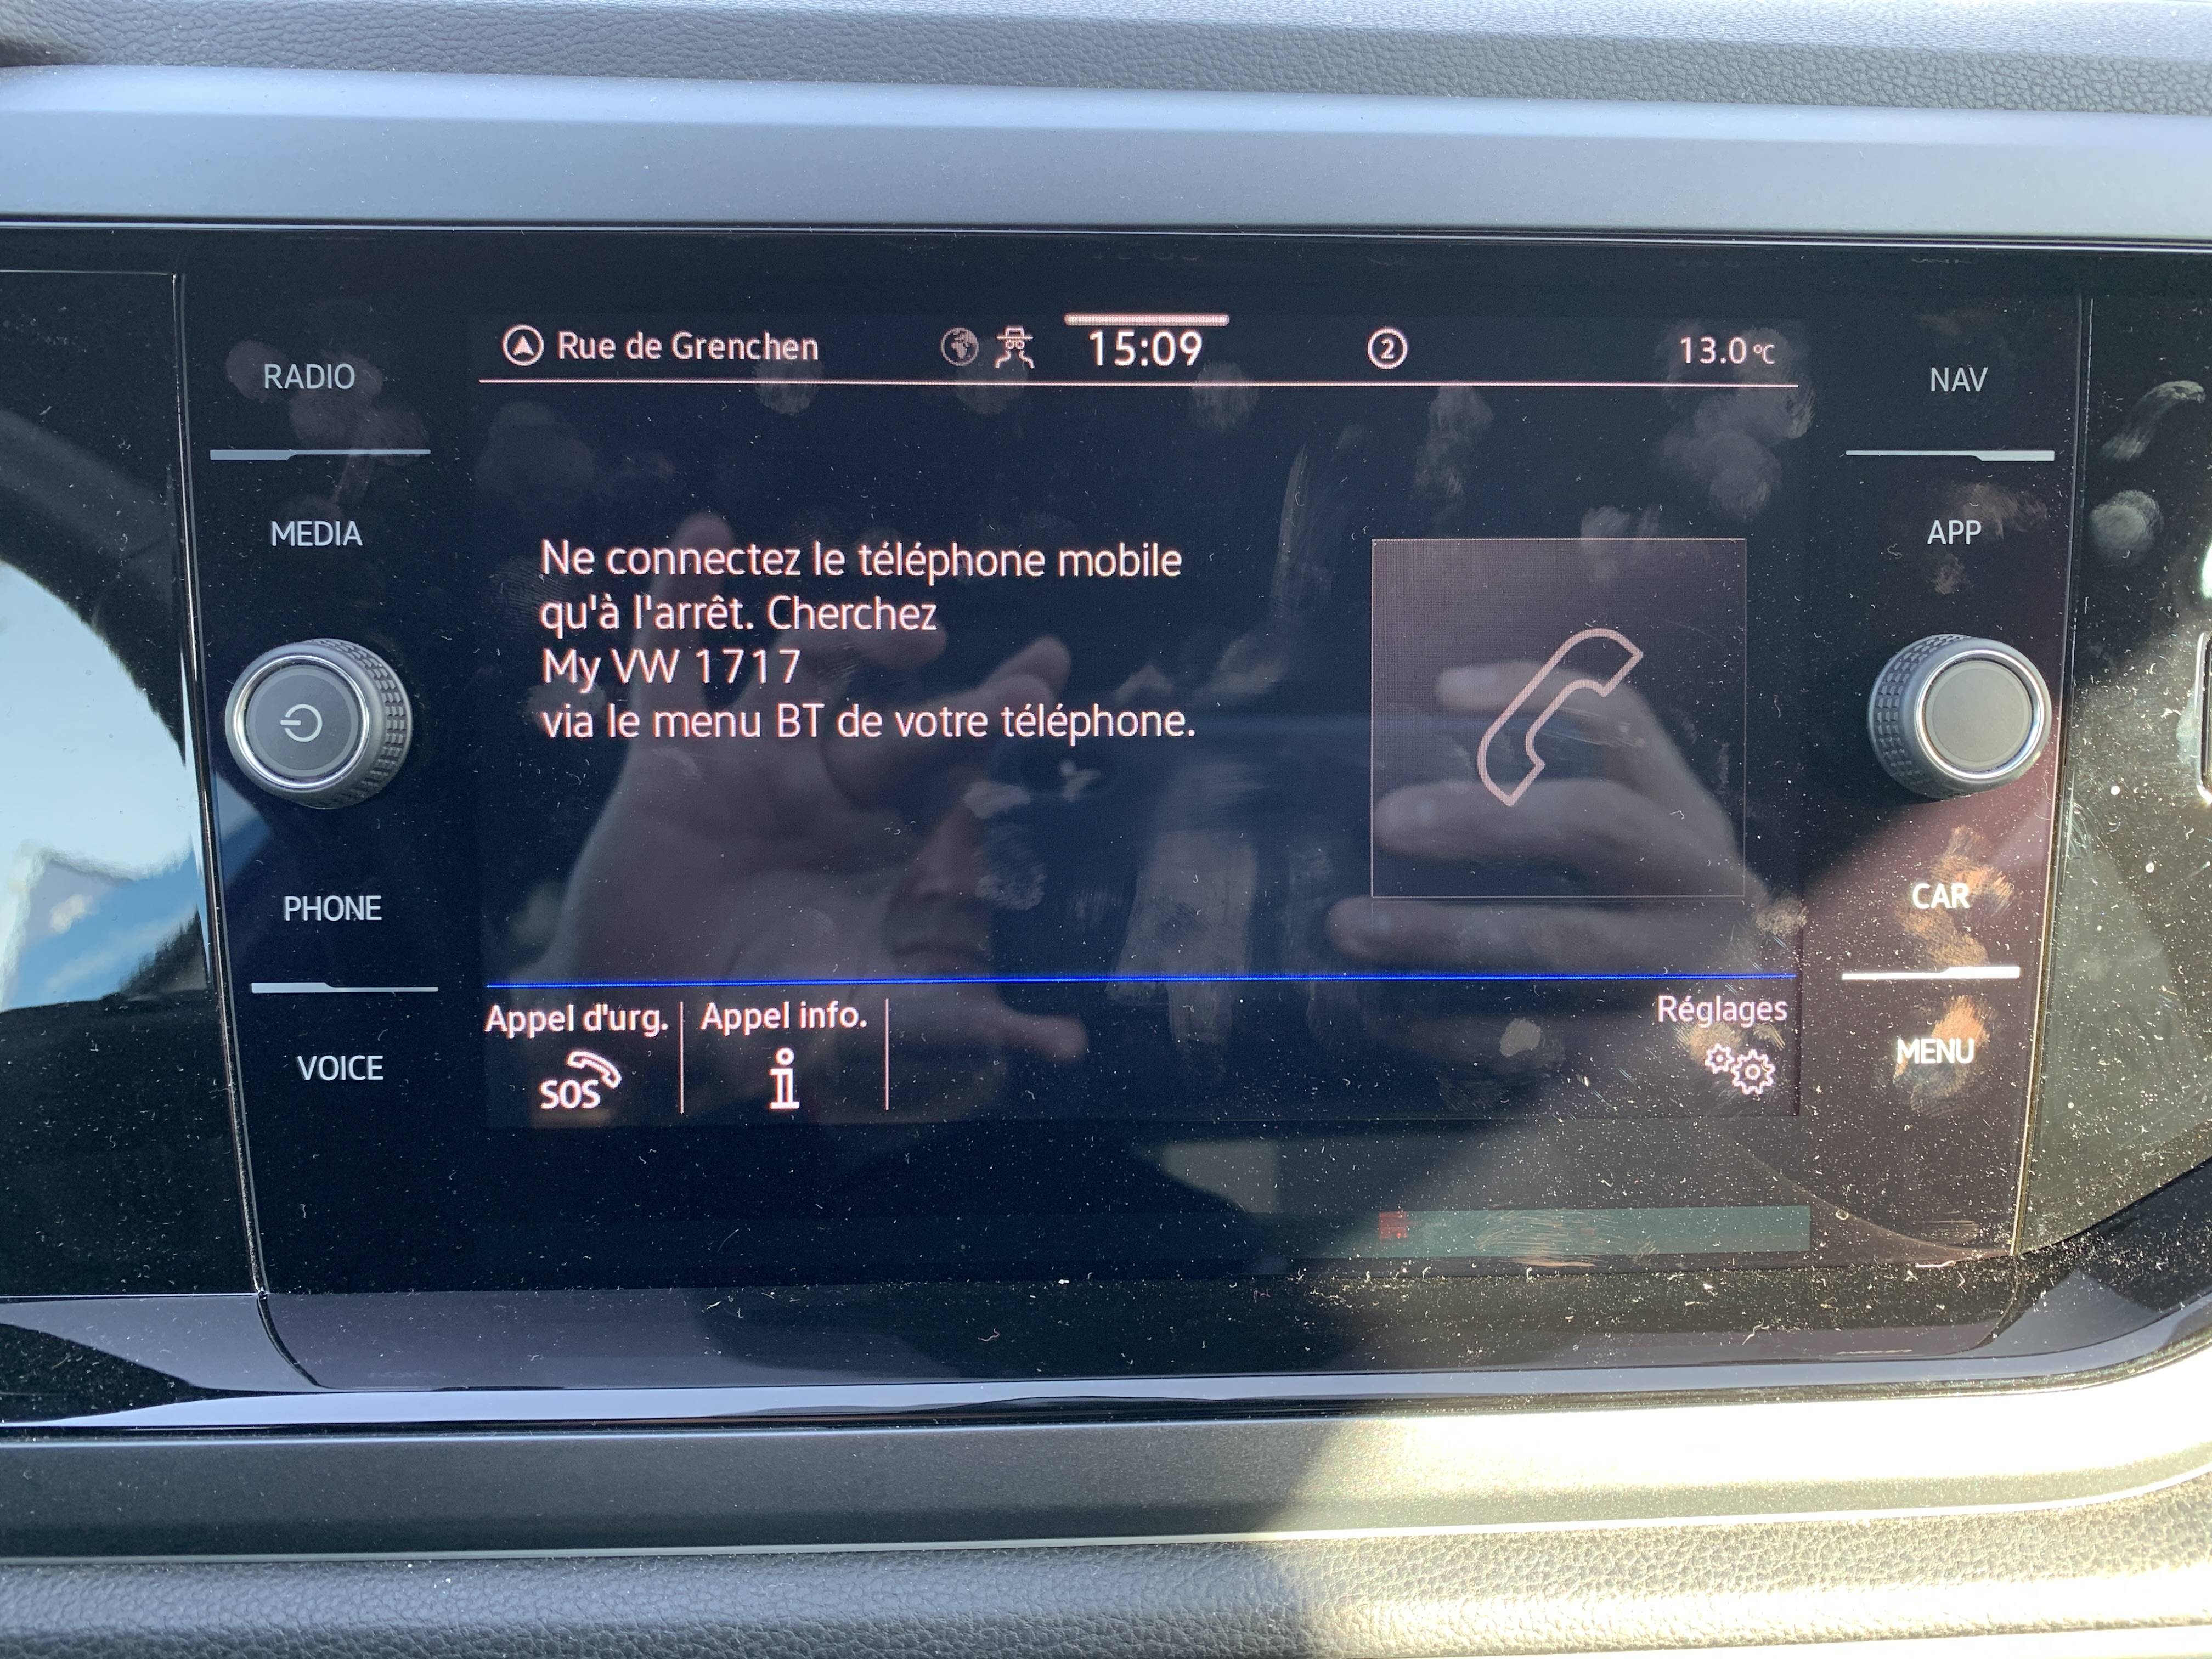 Rue de Grenchen 15:09 2 13.0 °C
RADIO
NAV
MEDIA
APP
Ne connectez le téléphone mobile
qu'à l'arrêt. Cherchez
My VW 1717
via le menu BT de votre téléphone.
PHONE
CAR
Appel d'urg. Appel info. Réglages
SOS i
VOICE
MENU